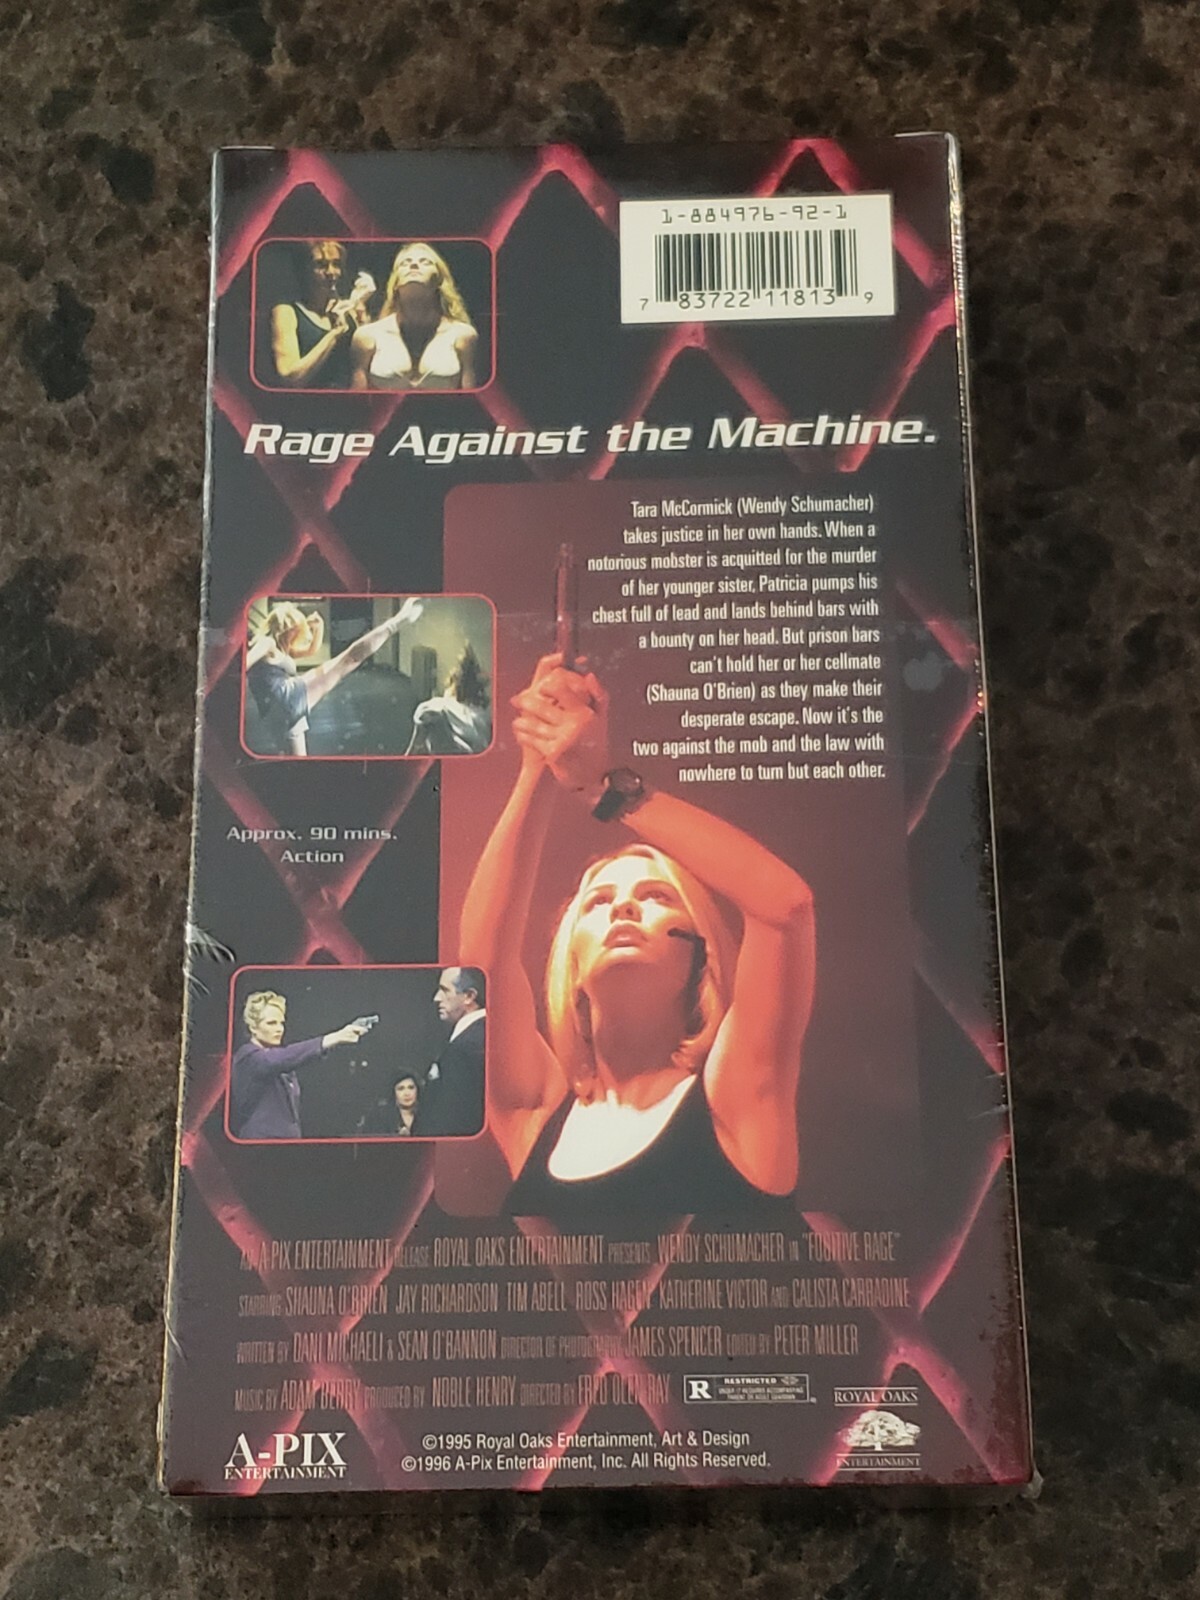 1-884976-92-1
7 83722 11813 9
Rage Against the Machine.
Tara McCormick (Wendy Schumacher)
takes justice in her own hands. When a
notorious mobster is acquitted for the murder
of her younger sister, Patricia pumps his
chest full of lead and lands behind bars with
a bounty on her head. But prison bars
can't hold her or her cellmate
(Shauna O'Brien) as they make their
desperate escape. Now it's the
two against the mob and the law with
nowhere to turn but each other.
Approx. 90 mins.
Action
AN A-PIX ENTERTAINMENT RELEASE ROYAL OAKS ENTERTAINMENT PRESENTS WENDY SCHUMACHER IN "FUGITIVE RAGE"
STARRING SHAUNA O'BRIEN JAY RICHARDSON TIM ABELL ROSS HAGEN KATHERINE VICTOR AND CALISTA CARRADINE
WRITTEN BY DANI MICHAELI & SEAN O'BANNON DIRECTOR OF PHOTOGRAPHY JAMES SPENCER EDITED BY PETER MILLER
MUSIC BY ADAM BERRY PRODUCED BY NOBLE HENRY DIRECTED BY FRED OLEN RAY
R RESTRICTED
UNDER 17 REQUIRES ACCOMPANYING
PARENT OR ADULT GUARDIAN
ROYAL OAKS
ENTERTAINMENT
A-PIX
ENTERTAINMENT
©1995 Royal Oaks Entertainment, Art & Design
©1996 A-Pix Entertainment, Inc. All Rights Reserved.